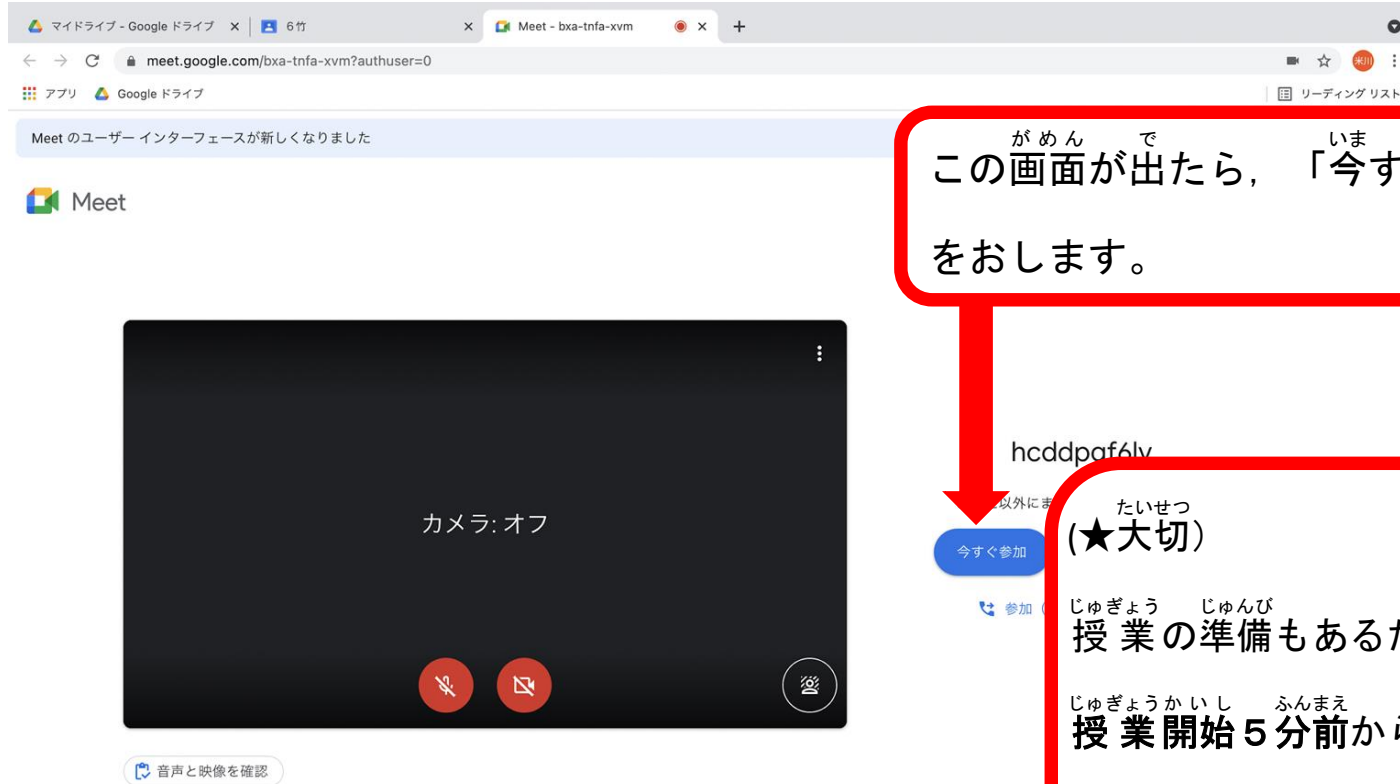 マイドライブ - Google ドライブ
6竹
Meet - bxa-tnfa-xvm
meet.google.com/bxa-tnfa-xvm?authuser=0
米川
アプリ
Google ドライブ
リーディング リスト
Meet のユーザー インターフェースが新しくなりました
Meet
がめん で いま
この画面が出たら，「今す
をおします。
カメラ: オフ
hcddpqf6lv
以外にま
今すぐ参加
参加（
たいせつ
(★大切）
じゅぎょう じゅんび
授業の準備もあるた
じゅぎょうかいし ふんまえ
授業開始５分前から
音声と映像を確認